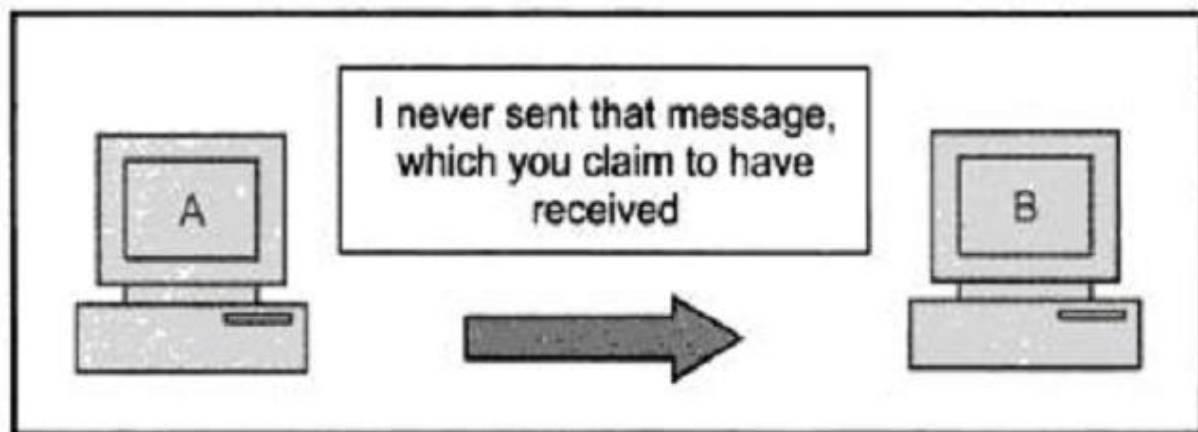 I never sent that message,
which you claim to have
received
A
B